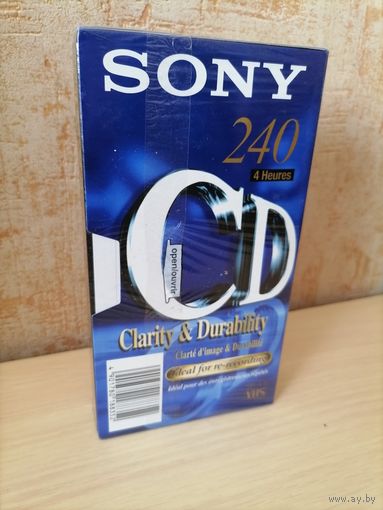 SONY
240
4 Heures
CD
open/ouvrir
Clarity & Durability
Clarté d'image & Durabilité
Ideal for re-recording
Idéal pour des enregistrements répétés
VHS
www.ay.by